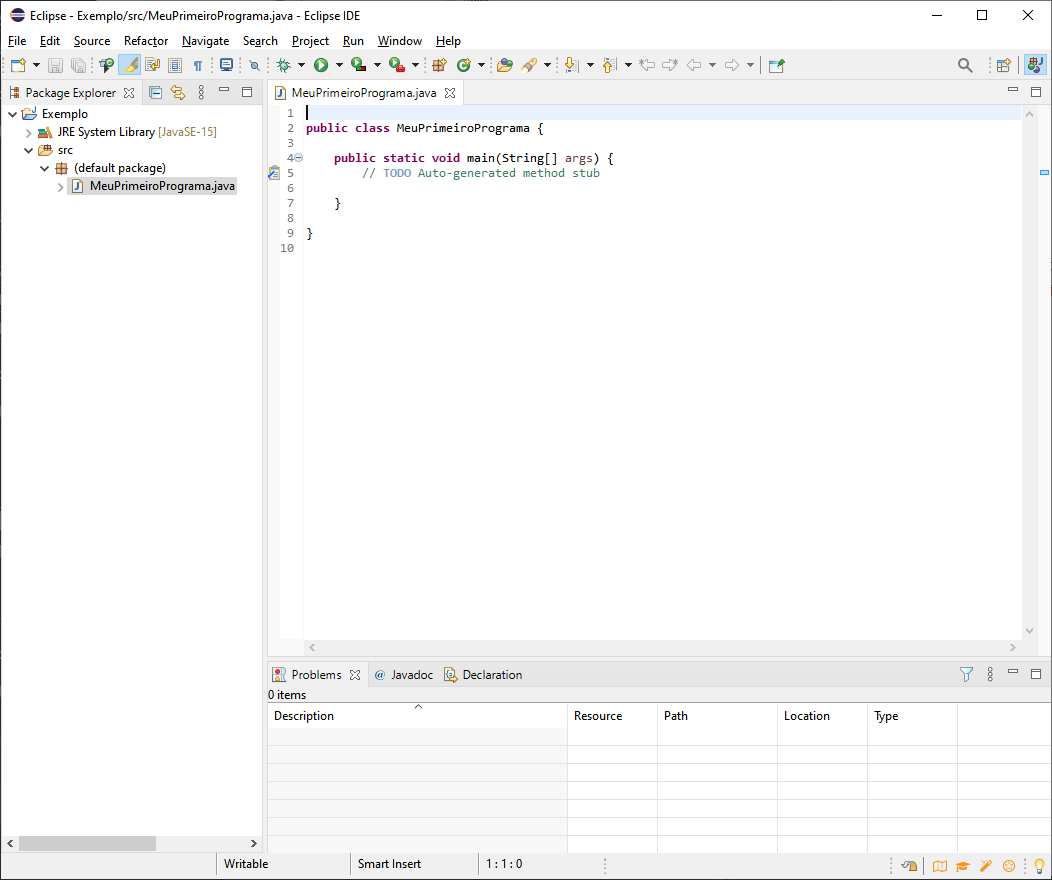 Eclipse - Exemplo/src/MeuPrimeiroPrograma.java - Eclipse IDE
File Edit Source Refactor Navigate Search Project Run Window Help
Package Explorer
MeuPrimeiroPrograma.java
Exemplo
JRE System Library [JavaSE-15]
src
(default package)
MeuPrimeiroPrograma.java
1
2 public class MeuPrimeiroPrograma {
3
4 public static void main(String[] args) {
5 // TODO Auto-generated method stub
6
7 }
8
9 }
10
Problems @ Javadoc Declaration
0 items
Description Resource Path Location Type
Writable Smart Insert 1 : 1 : 0